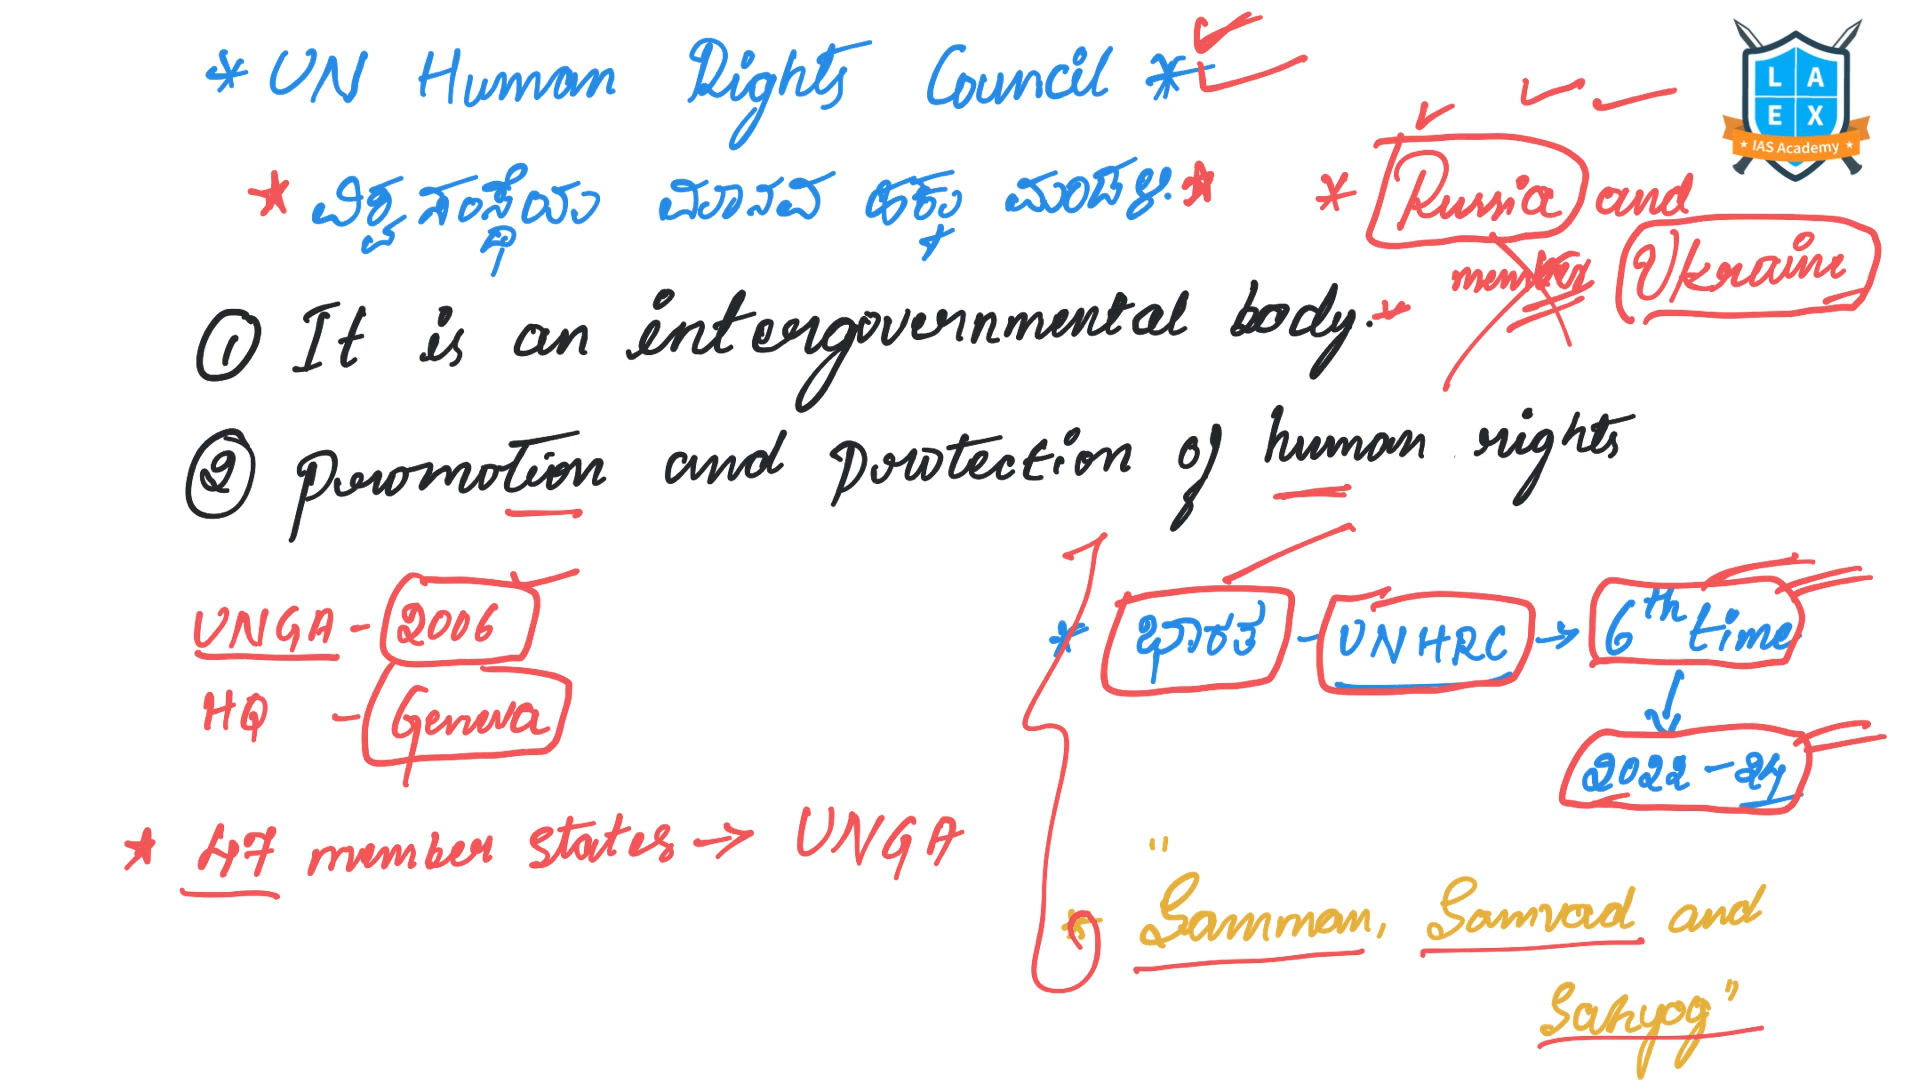 * UN Human Rights Council *
* ವಿಶ್ವಸಂಸ್ಥೆಯ ಮಾನವ ಹಕ್ಕು ಮಂಡಳಿ. *
① It is an intergovernmental body.
② promotion and protection of human rights
UNGA - 2006
HQ - Geneva
* 47 member states → UNGA
L A
E X
IAS Academy
* Russia and
member Ukraine
* ಭಾರತ - UNHRC → 6th time
2022-24
* "Samman, Samvad and
Sahyog"